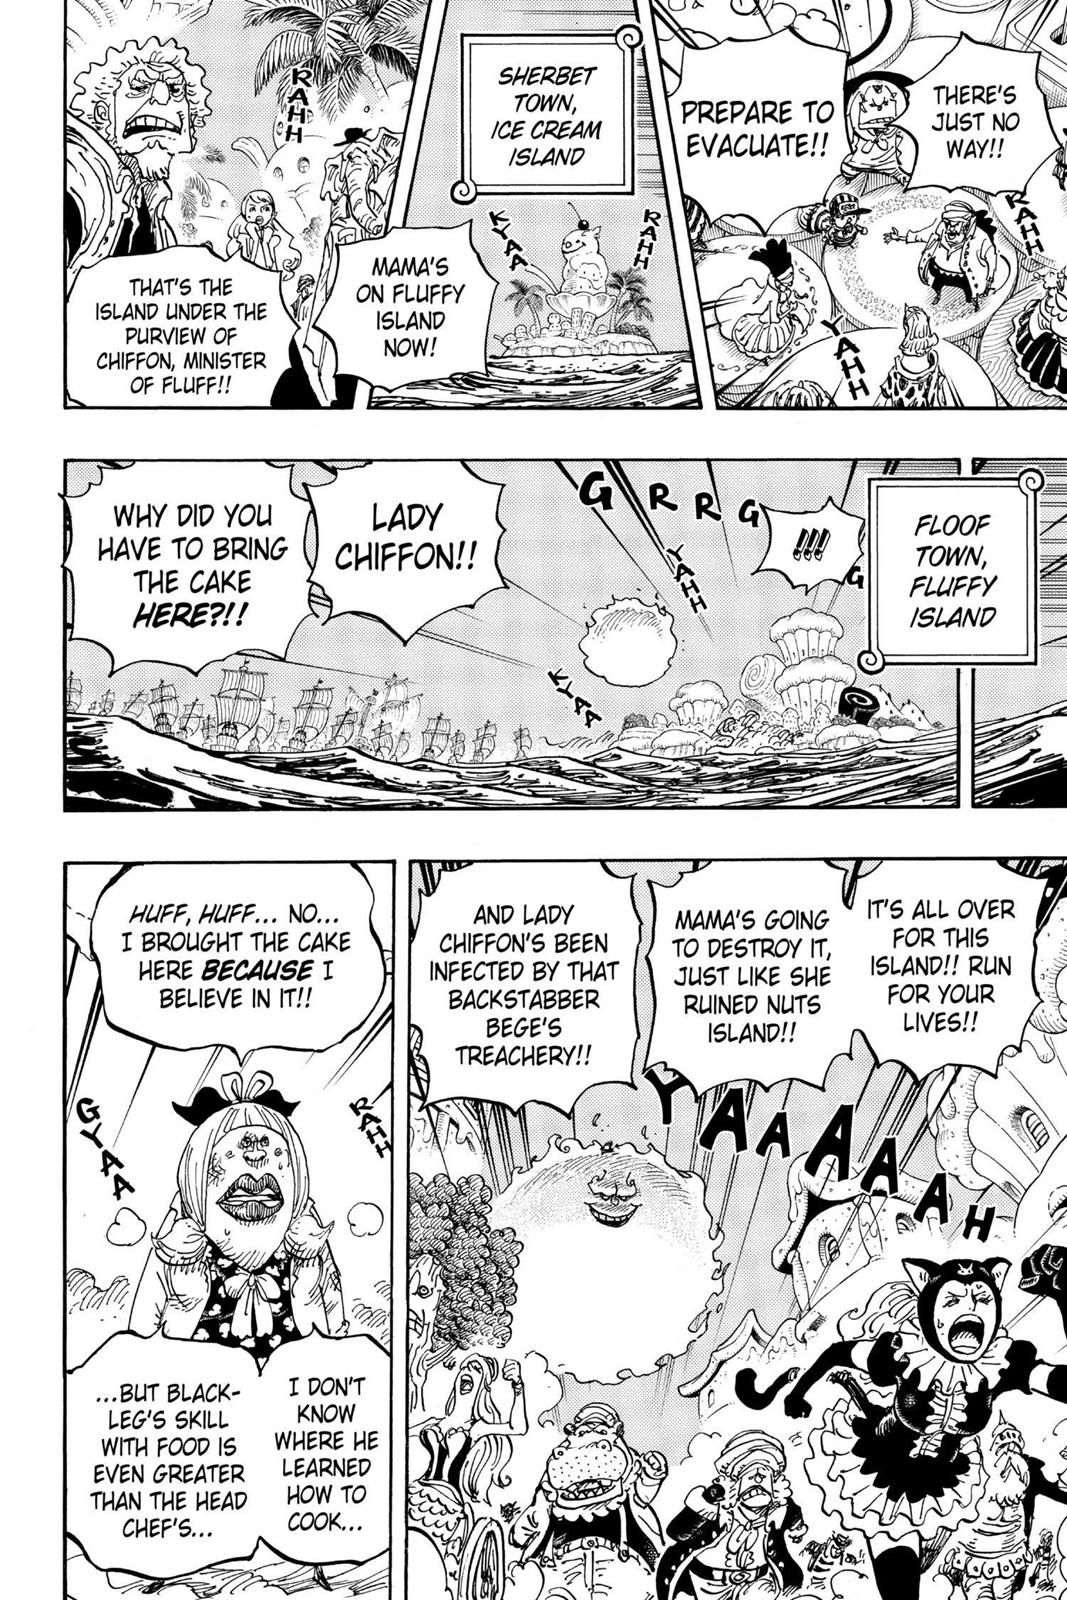 THERE'S
JUST NO
WAY!!
PREPARE TO
EVACUATE!!
RAHH
YAHH
SHERBET
TOWN,
ICE CREAM
ISLAND
KYAA
RAHH
MAMA'S
ON FLUFFY
ISLAND
NOW!
RAHH
RAHH
THAT'S THE
ISLAND UNDER THE
PURVIEW OF
CHIFFON, MINISTER
OF FLUFF!!
FLOOF
TOWN,
FLUFFY
ISLAND
!!!
GRRGG
YAHH
KYAA
LADY
CHIFFON!!
WHY DID YOU
HAVE TO BRING
THE CAKE
HERE?!!
IT'S ALL OVER
FOR THIS
ISLAND!! RUN
FOR YOUR
LIVES!!
MAMA'S GOING
TO DESTROY IT,
JUST LIKE SHE
RUINED NUTS
ISLAND!!
AND LADY
CHIFFON'S BEEN
INFECTED BY THAT
BACKSTABBER
BEGE'S
TREACHERY!!
YAAAAAH
HUFF, HUFF... NO...
I BROUGHT THE CAKE
HERE BECAUSE I
BELIEVE IN IT!!
RAHH
GYAA
I DON'T
KNOW
WHERE HE
LEARNED
HOW TO
COOK...
...BUT BLACK-
LEG'S SKILL
WITH FOOD IS
EVEN GREATER
THAN THE HEAD
CHEF'S...